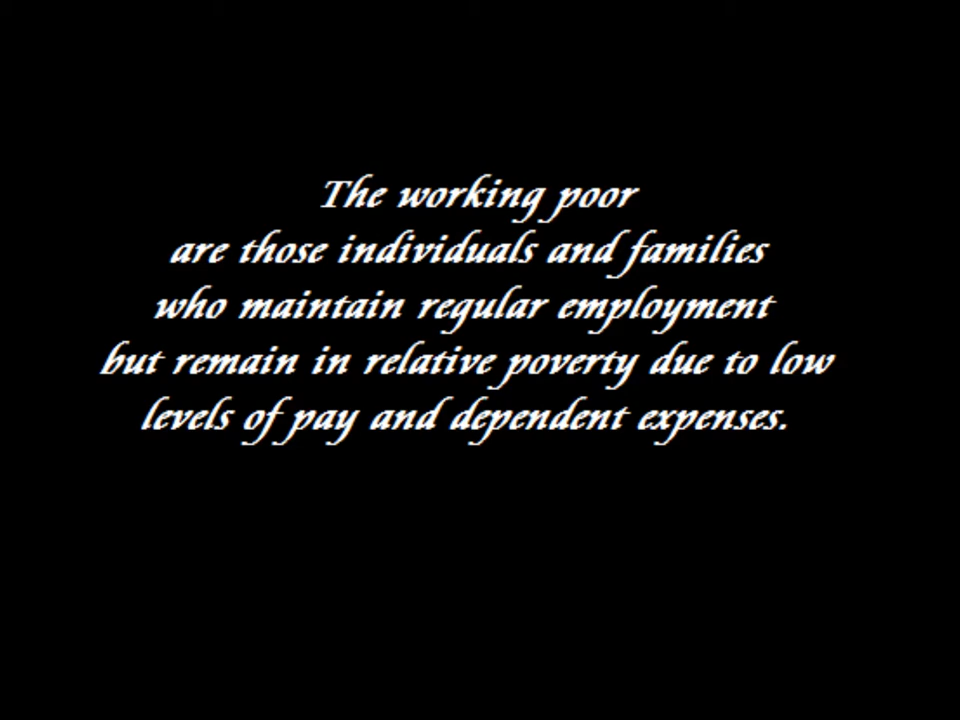 The working poor
are those individuals and families
who maintain regular employment
but remain in relative poverty due to low
levels of pay and dependent expenses.